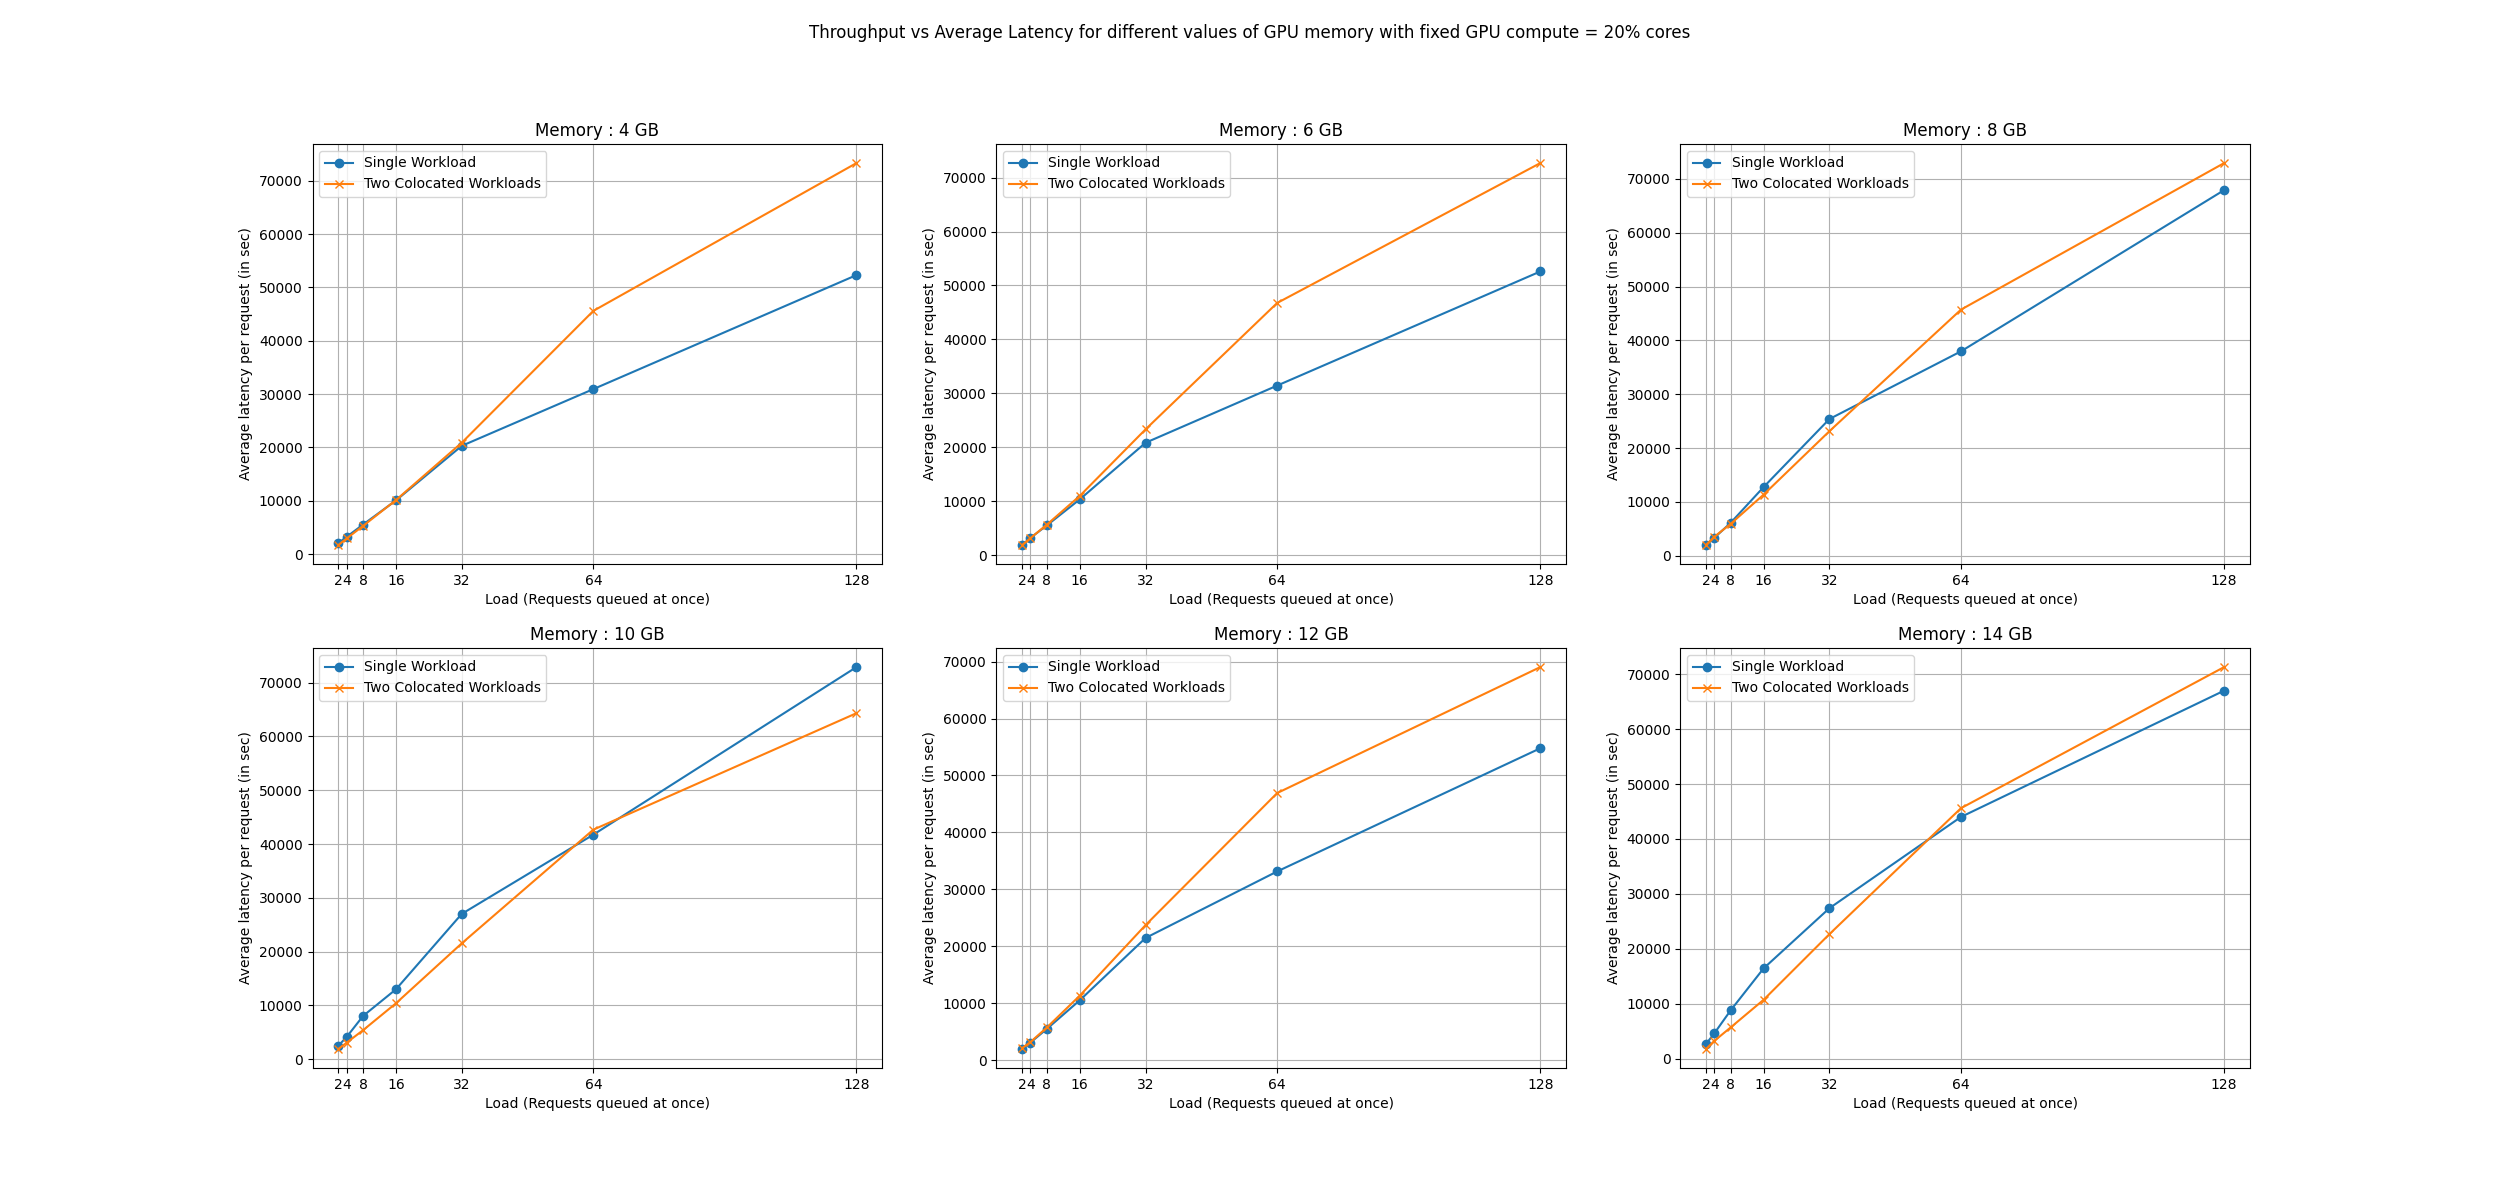 Throughput vs Average Latency for different values of GPU memory with fixed GPU compute = 20% cores
Memory : 4 GB
Single Workload
Two Colocated Workloads
Average latency per request (in sec)
70000
60000
50000
40000
30000
20000
10000
0
2 4 8 16 32 64 128
Load (Requests queued at once)
Memory : 6 GB
Single Workload
Two Colocated Workloads
Average latency per request (in sec)
70000
60000
50000
40000
30000
20000
10000
0
2 4 8 16 32 64 128
Load (Requests queued at once)
Memory : 8 GB
Single Workload
Two Colocated Workloads
Average latency per request (in sec)
70000
60000
50000
40000
30000
20000
10000
0
2 4 8 16 32 64 128
Load (Requests queued at once)
Memory : 10 GB
Single Workload
Two Colocated Workloads
Average latency per request (in sec)
70000
60000
50000
40000
30000
20000
10000
0
2 4 8 16 32 64 128
Load (Requests queued at once)
Memory : 12 GB
Single Workload
Two Colocated Workloads
Average latency per request (in sec)
70000
60000
50000
40000
30000
20000
10000
0
2 4 8 16 32 64 128
Load (Requests queued at once)
Memory : 14 GB
Single Workload
Two Colocated Workloads
Average latency per request (in sec)
70000
60000
50000
40000
30000
20000
10000
0
2 4 8 16 32 64 128
Load (Requests queued at once)